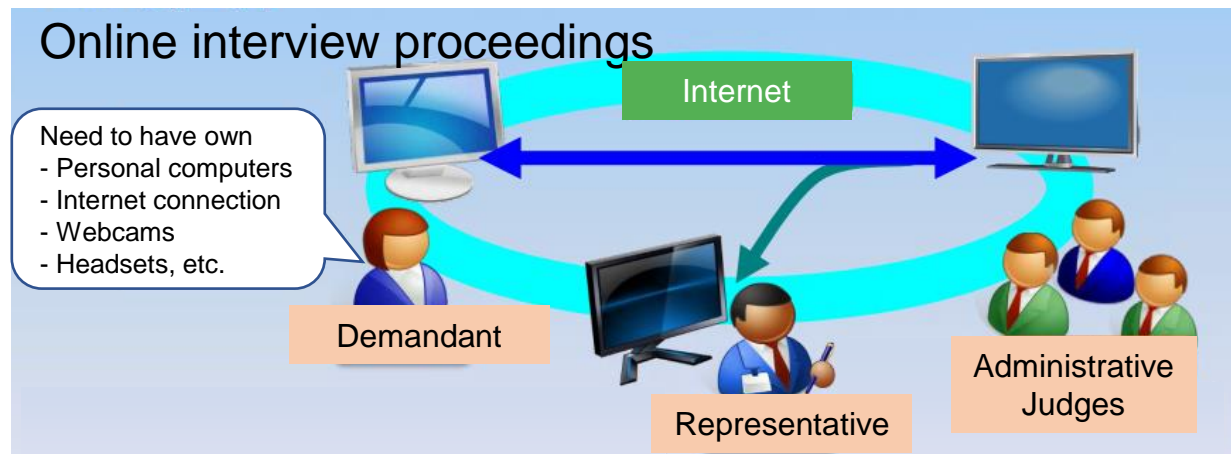 Online interview proceedings
Internet
Need to have own
- Personal computers
- Internet connection
- Webcams
- Headsets, etc.
Demandant
Representative
Administrative
Judges